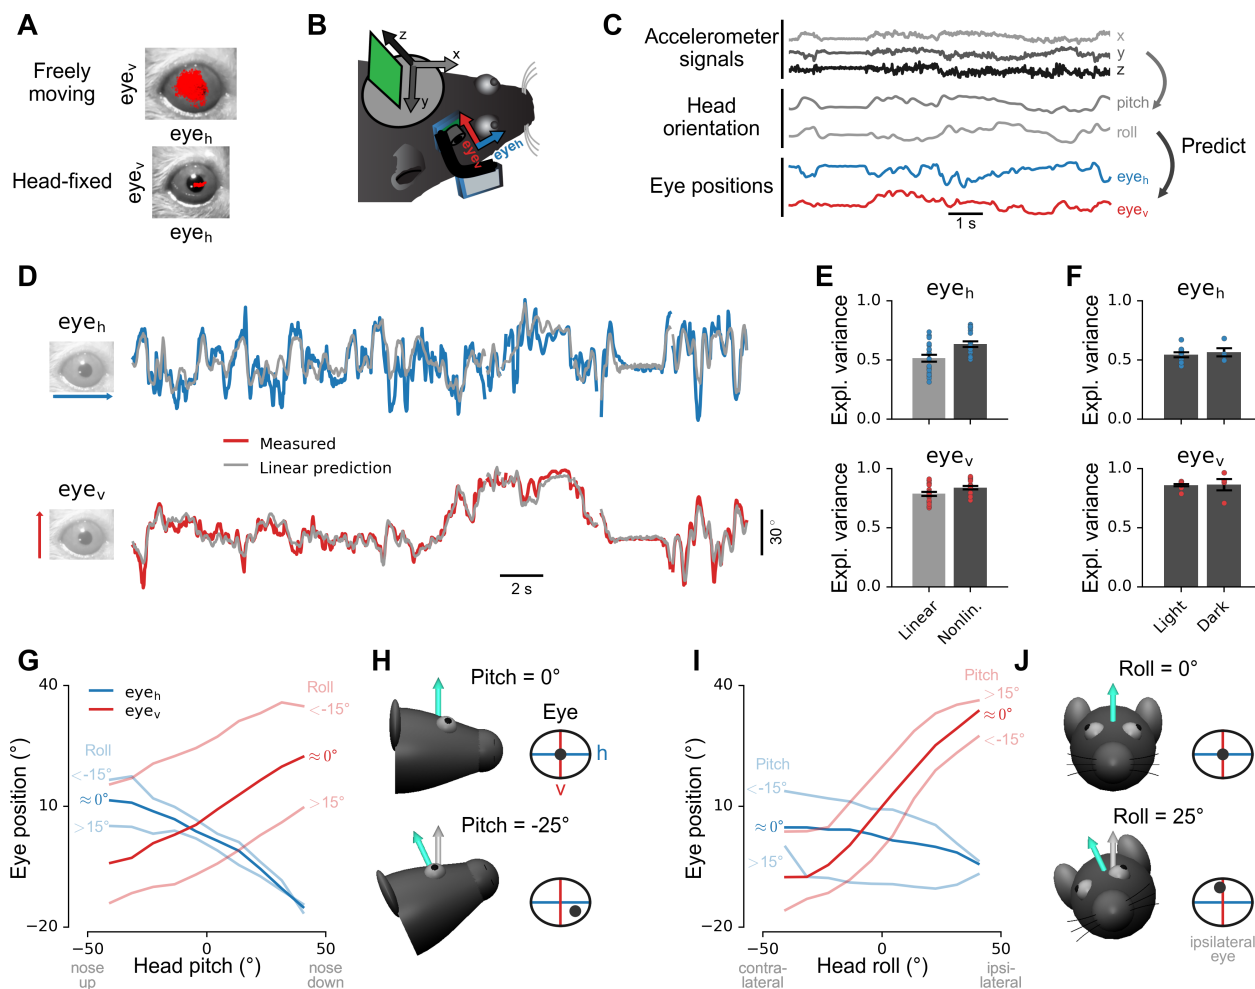 A
Freely
moving
eyev
eyeh
Head-fixed
eyev
eyeh
B
z
x
y
eyev
eyeh
C
Accelerometer
signals
x
y
z
Head
orientation
pitch
roll
Predict
Eye positions
eyeh
eyev
1 s
D
eyeh
Measured
Linear prediction
eyev
30°
2 s
E
eyeh
Expl. variance
1.0
0.5
0.0
eyev
Expl. variance
1.0
0.5
0.0
Linear
Nonlin.
F
eyeh
Expl. variance
1.0
0.5
0.0
eyev
Expl. variance
1.0
0.5
0.0
Light
Dark
G
Eye position (°)
40
10
−20
eyeh
eyev
Roll
<-15°
≈0°
>15°
Roll
<-15°
≈0°
>15°
−50
0
50
nose
up
Head pitch (°)
nose
down
H
Pitch = 0°
Eye
h
v
Pitch = -25°
I
Eye position (°)
40
10
−20
Pitch
>15°
≈0°
<-15°
Pitch
<-15°
≈0°
>15°
−50
0
50
contra-
lateral
Head roll (°)
ipsi-
lateral
J
Roll = 0°
Roll = 25°
ipsilateral
eye